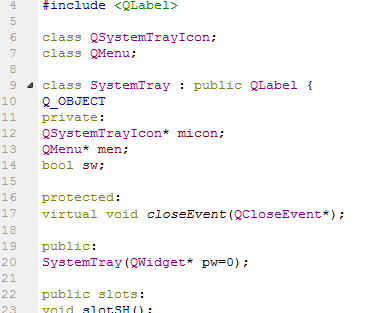 4 #include <QLabel>
5
6 class QSystemTrayIcon;
7 class QMenu;
8
9 class SystemTray : public QLabel {
10 Q_OBJECT
11 private:
12 QSystemTrayIcon* micon;
13 QMenu* men;
14 bool sw;
15
16 protected:
17 virtual void closeEvent(QCloseEvent*);
18
19 public:
20 SystemTray(QWidget* pw=0);
21
22 public slots:
23 void slotSH();